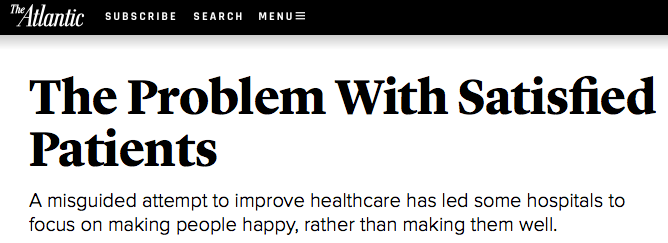 The Atlantic SUBSCRIBE SEARCH MENU
The Problem With Satisfied
Patients
A misguided attempt to improve healthcare has led some hospitals to
focus on making people happy, rather than making them well.